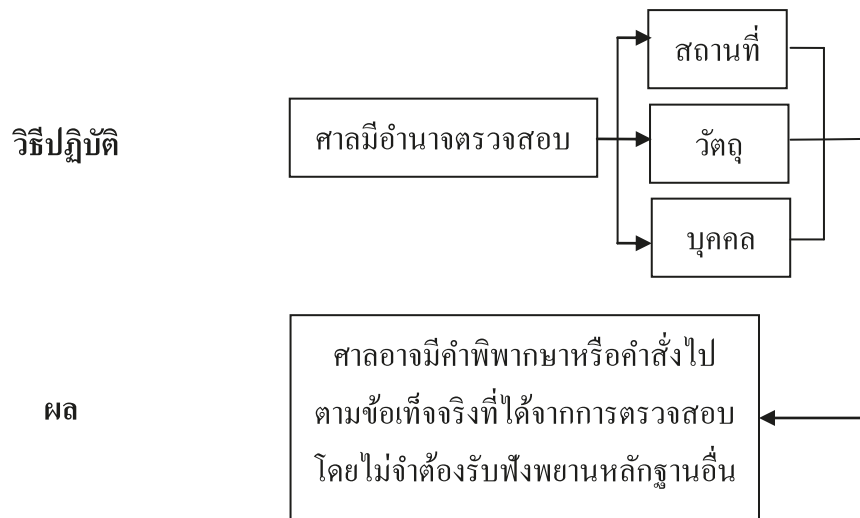 วิธีปฏิบัติ
ศาลมีอำนาจตรวจสอบ
สถานที่
วัตถุ
บุคคล
ผล
ศาลอาจมีคำพิพากษาหรือคำสั่งไป
ตามข้อเท็จจริงที่ได้จากการตรวจสอบ
โดยไม่จำต้องรับฟังพยานหลักฐานอื่น